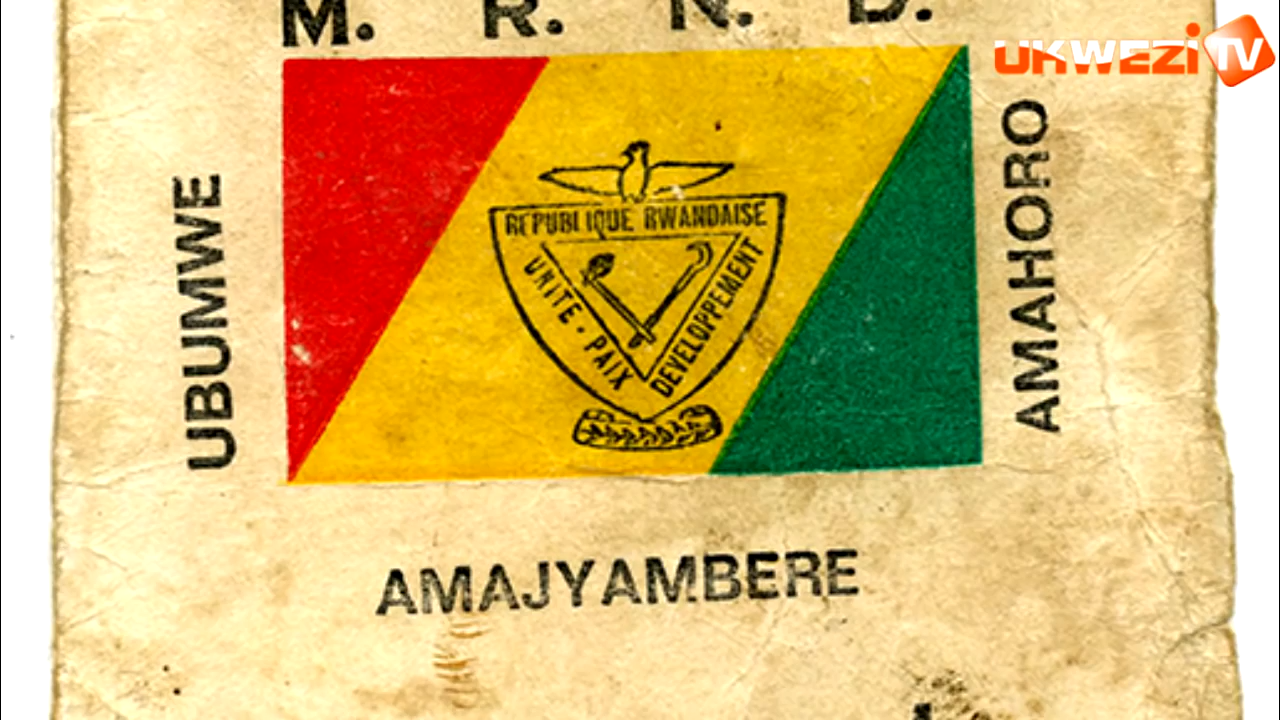 M. R. N. D.
UKWEZI TV
UBUMWE
AMAHORO
REPUBLIQUE RWANDAISE
UNITE · PAIX
DEVELOPPEMENT
AMAJYAMBERE